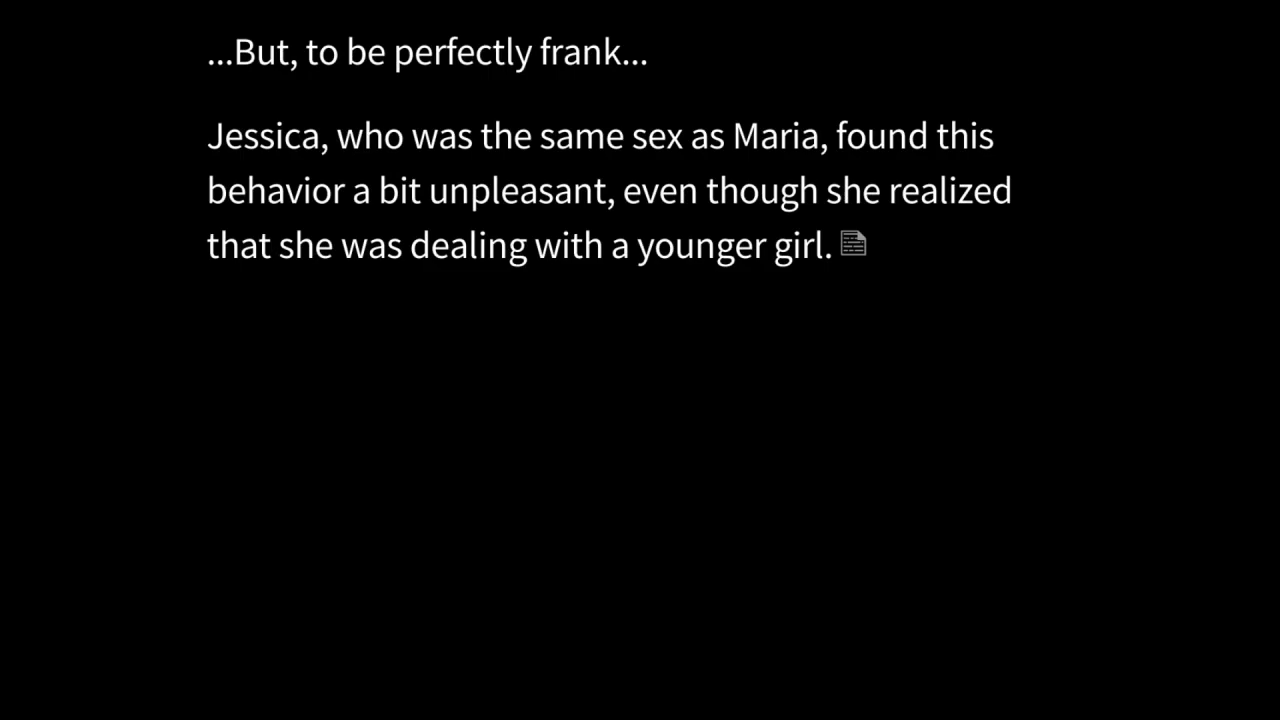 ...But, to be perfectly frank...
Jessica, who was the same sex as Maria, found this
behavior a bit unpleasant, even though she realized
that she was dealing with a younger girl.